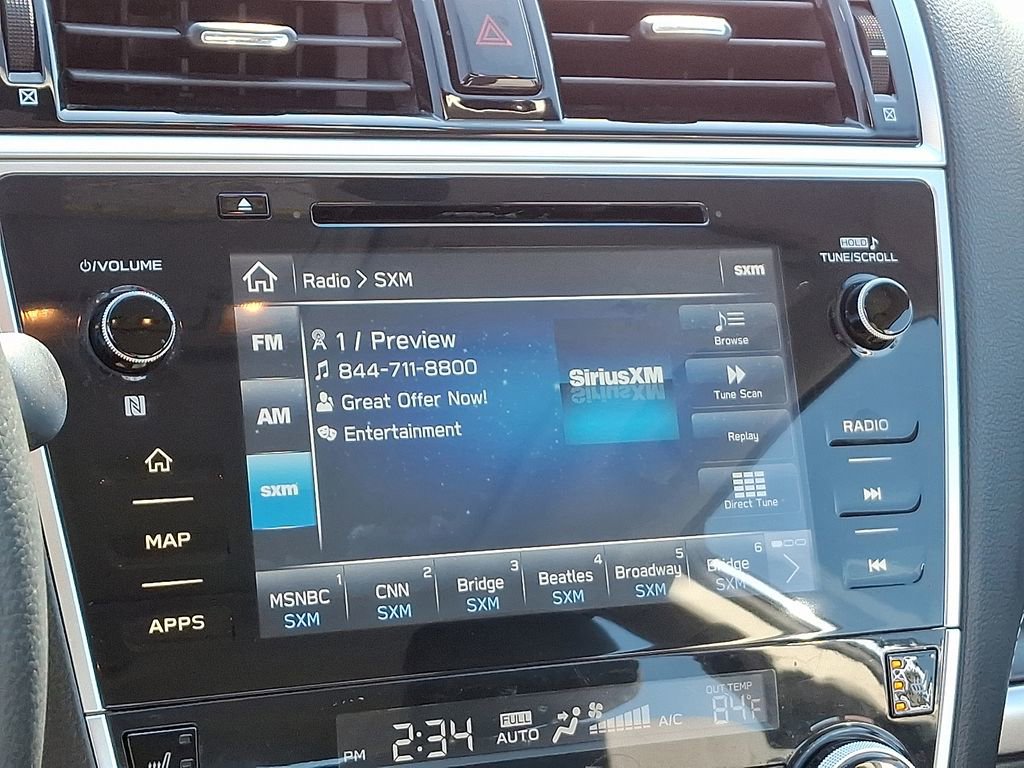 HOLD
⏻/VOLUME
TUNE/SCROLL
Radio > SXM
sxm
FM
1 / Preview
Browse
844-711-8800
SiriusXM
AM
Great Offer Now!
Tune Scan
Entertainment
Replay
RADIO
sxm
Direct Tune
MAP
1 2 3 4 5 6
MSNBC CNN Bridge Beatles Broadway Bridge
SXM SXM SXM SXM SXM SXM
APPS
OUT TEMP
PM 2:34 FULL AUTO A/C 84°F